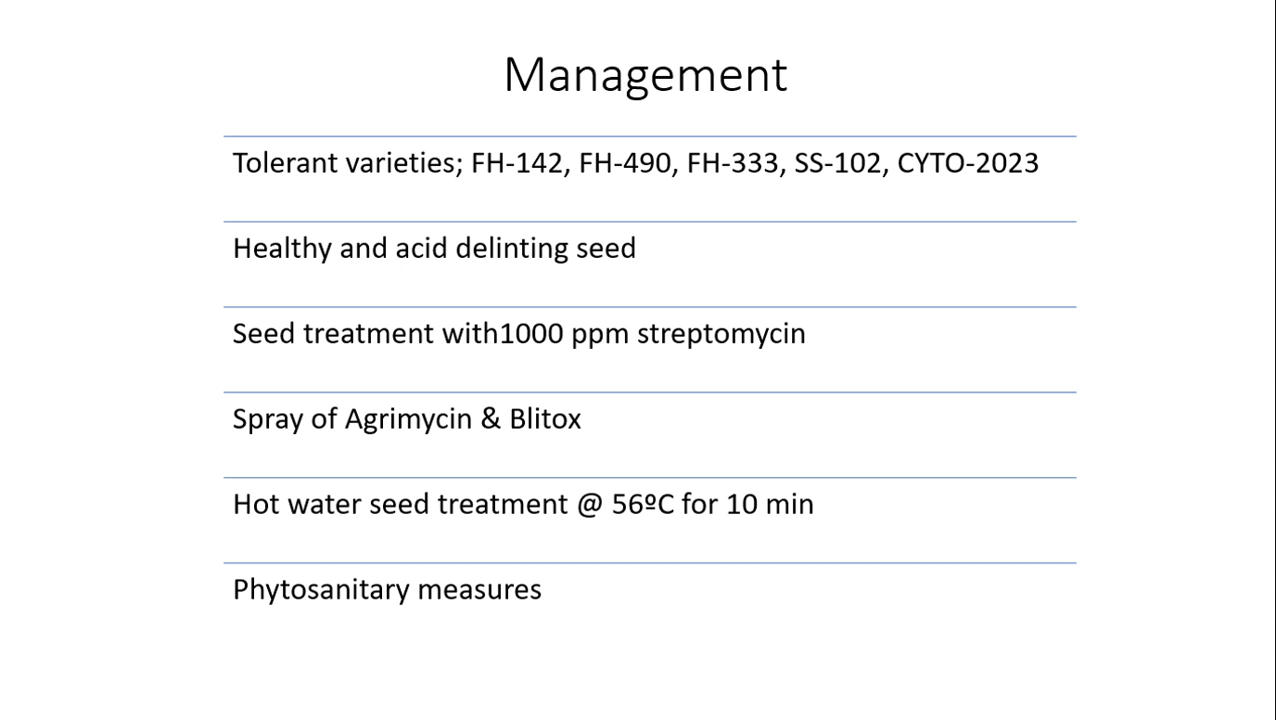 Management
Tolerant varieties; FH-142, FH-490, FH-333, SS-102, CYTO-2023
Healthy and acid delinting seed
Seed treatment with1000 ppm streptomycin
Spray of Agrimycin & Blitox
Hot water seed treatment @ 56ºC for 10 min
Phytosanitary measures